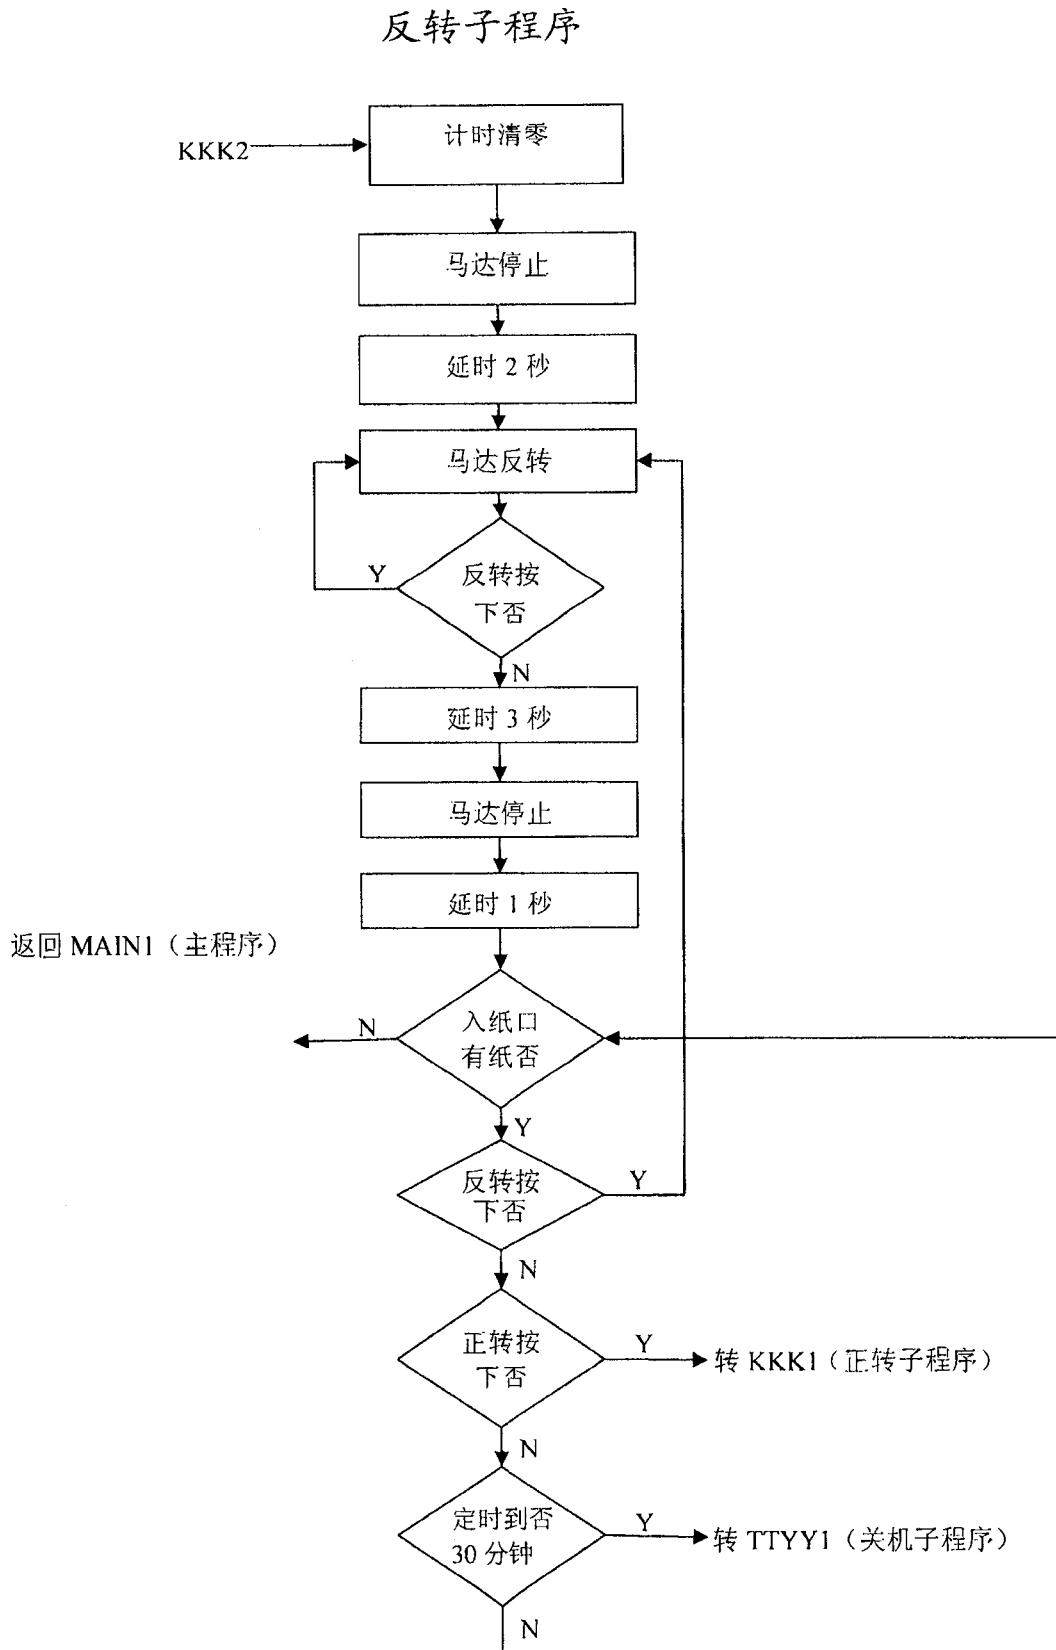 反转子程序
KKK2
计时清零
马达停止
延时 2 秒
马达反转
Y
反转按
下否
N
延时 3 秒
马达停止
延时 1 秒
返回 MAIN1（主程序）
N
入纸口
有纸否
Y
反转按
下否
Y
N
正转按
下否
Y
转 KKK1（正转子程序）
N
定时到否
30 分钟
Y
转 TTYY1（关机子程序）
N